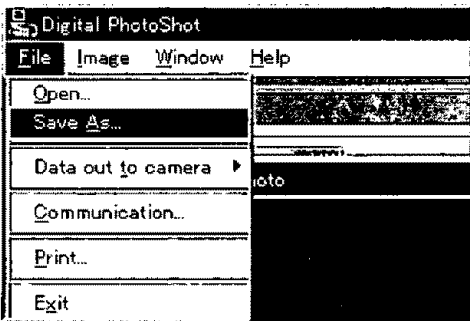 Digital PhotoShot
File Image Window Help
Open...
Save As...
Data out to camera
oto
Communication...
Print...
Exit